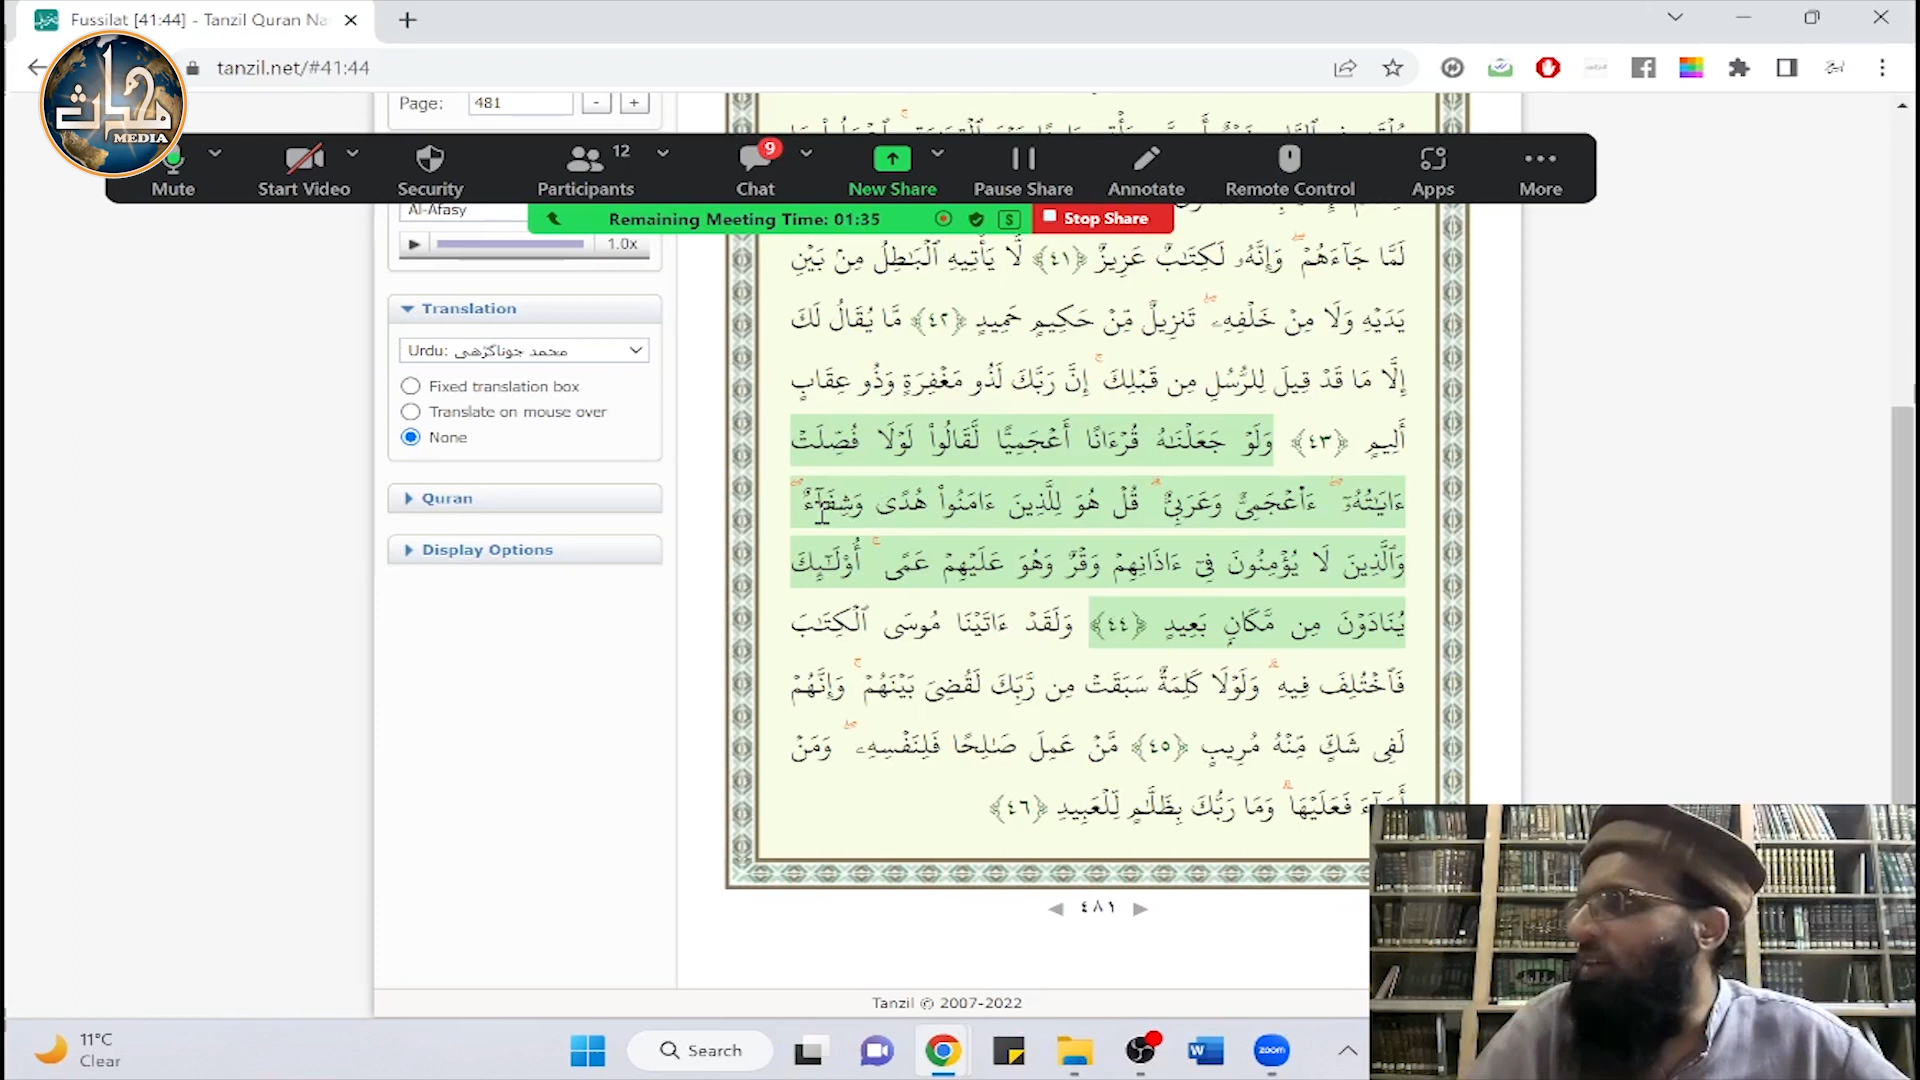 Fussilat [41:44] - Tanzil Quran Na
tanzil.net/#41:44
MEDIA
Page: 481 - +
Mute
Start Video
Security
Participants 12
Chat 9
New Share
Pause Share
Annotate
Remote Control
Apps
More
Al-Afasy
Remaining Meeting Time: 01:35
Stop Share
1.0x
Translation
Urdu: محمد جوناگڑھی
Fixed translation box
Translate on mouse over
None
Quran
Display Options
لَمَّا جَآءَهُمْ ۖ وَإِنَّهُۥ لَكِتَـٰبٌ عَزِيزٌ ﴿٤١﴾ لَّا يَأْتِيهِ ٱلْبَـٰطِلُ مِنۢ بَيْنِ
يَدَيْهِ وَلَا مِنْ خَلْفِهِۦ ۖ تَنزِيلٌ مِّنْ حَكِيمٍ حَمِيدٍ ﴿٤٢﴾ مَّا يُقَالُ لَكَ
إِلَّا مَا قَدْ قِيلَ لِلرُّسُلِ مِن قَبْلِكَ ۚ إِنَّ رَبَّكَ لَذُو مَغْفِرَةٍ وَذُو عِقَابٍ
أَلِيمٍ ﴿٤٣﴾ وَلَوْ جَعَلْنَـٰهُ قُرْءَانًا أَعْجَمِيًّا لَّقَالُوا۟ لَوْلَا فُصِّلَتْ
ءَايَـٰتُهُۥٓ ۖ ءَا۬عْجَمِىٌّ وَعَرَبِىٌّ ۗ قُلْ هُوَ لِلَّذِينَ ءَامَنُوا۟ هُدًى وَشِفَآءٌ ۖ
وَٱلَّذِينَ لَا يُؤْمِنُونَ فِىٓ ءَاذَانِهِمْ وَقْرٌ وَهُوَ عَلَيْهِمْ عَمًى ۚ أُو۟لَـٰٓئِكَ
يُنَادَوْنَ مِن مَّكَانٍۭ بَعِيدٍ ﴿٤٤﴾ وَلَقَدْ ءَاتَيْنَا مُوسَى ٱلْكِتَـٰبَ
فَٱخْتُلِفَ فِيهِ ۗ وَلَوْلَا كَلِمَةٌ سَبَقَتْ مِن رَّبِّكَ لَقُضِىَ بَيْنَهُمْ ۚ وَإِنَّهُمْ
لَفِى شَكٍّ مِّنْهُ مُرِيبٍ ﴿٤٥﴾ مَّنْ عَمِلَ صَـٰلِحًا فَلِنَفْسِهِۦ ۖ وَمَنْ
أَسَآءَ فَعَلَيْهَا ۗ وَمَا رَبُّكَ بِظَلَّـٰمٍ لِّلْعَبِيدِ ﴿٤٦﴾
٤٨١
Tanzil © 2007-2022
11°C
Clear
Search
zoom